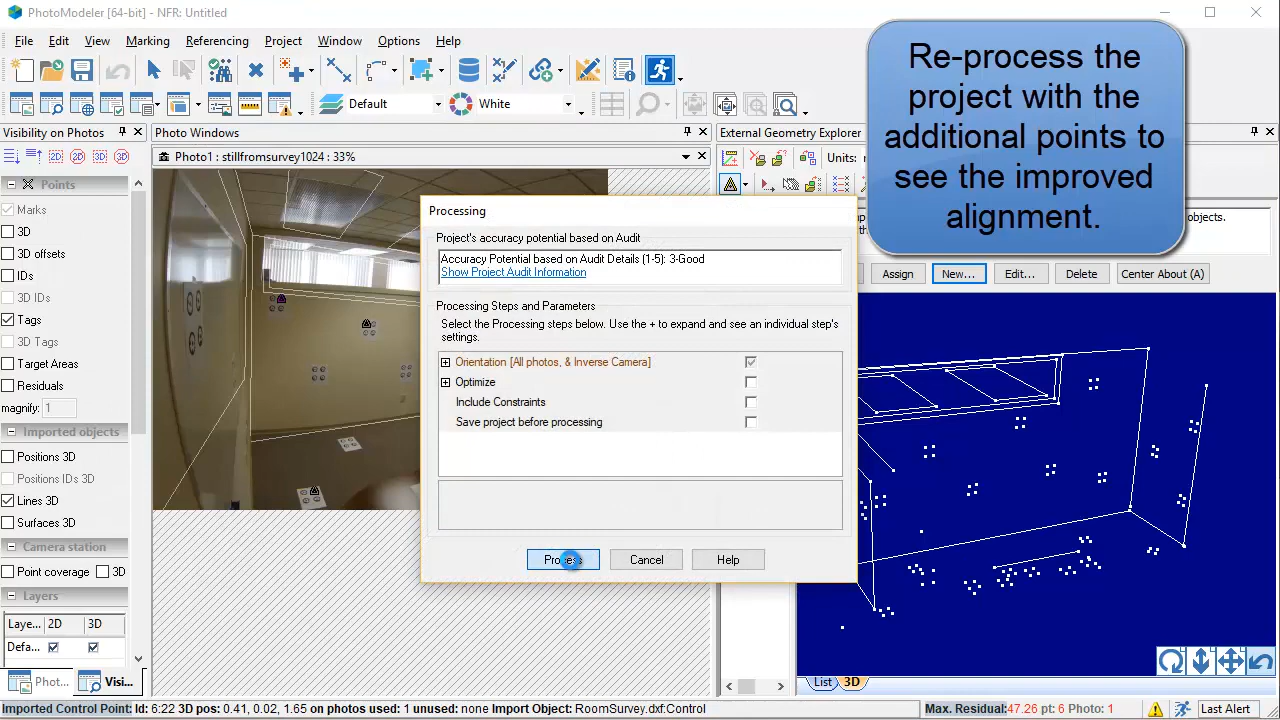 PhotoModeler [64-bit] - NFR: Untitled
File Edit View Marking Referencing Project Window Options Help
Re-process the
project with the
additional points to
see the improved
alignment.
Default
White
Visibility on Photos
Photo Windows
External Geometry Explorer
Photo1 : stillfromsurvey1024 : 33%
Units:
Points
Marks
3D
3D offsets
IDs
3D IDs
Tags
3D Tags
Target Areas
Residuals
magnify: 1
Imported objects
Positions 3D
Positions IDs 3D
Lines 3D
Surfaces 3D
Camera station
Point coverage 3D
Layers
Laye... 2D 3D
Defa...
Phot... Visi...
Processing
Project's accuracy potential based on Audit
Accuracy Potential based on Audit Details [1-5]: 3-Good
Show Project Audit Information
Processing Steps and Parameters
Select the Processing steps below. Use the + to expand and see an individual step's
settings.
Orientation [All photos, & Inverse Camera]
Optimize
Include Constraints
Save project before processing
Process Cancel Help
objects.
Assign New... Edit... Delete Center About (A)
List 3D
Imported Control Point: Id: 6:22 3D pos: 0.41, 0.02, 1.65 on photos used: 1 unused: none Import Object: RoomSurvey.dxf:Control
Max. Residual:47.26 pt: 6 Photo: 1
Last Alert